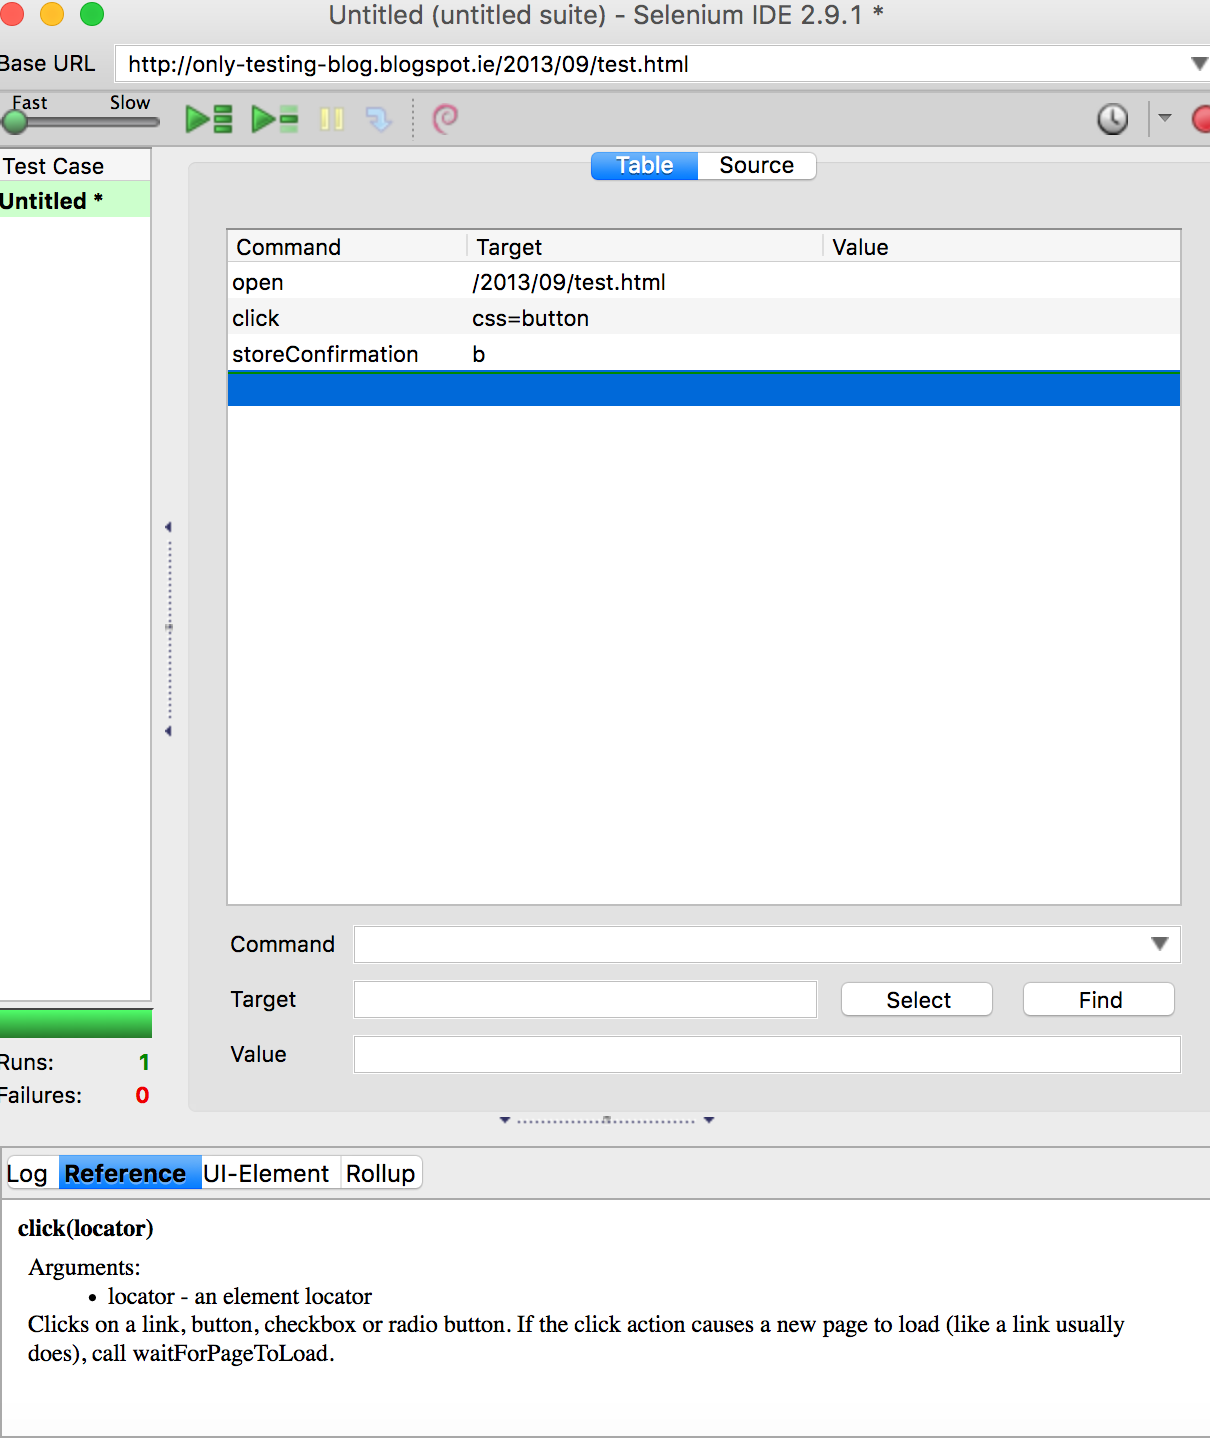 Untitled (untitled suite) - Selenium IDE 2.9.1 *
Base URL http://only-testing-blog.blogspot.ie/2013/09/test.html
Fast Slow
Test Case
Untitled *
Table Source
Command Target Value
open /2013/09/test.html
click css=button
storeConfirmation b
Command
Target Select Find
Value
Runs: 1
Failures: 0
Log Reference UI-Element Rollup
click(locator)
Arguments:
• locator - an element locator
Clicks on a link, button, checkbox or radio button. If the click action causes a new page to load (like a link usually
does), call waitForPageToLoad.